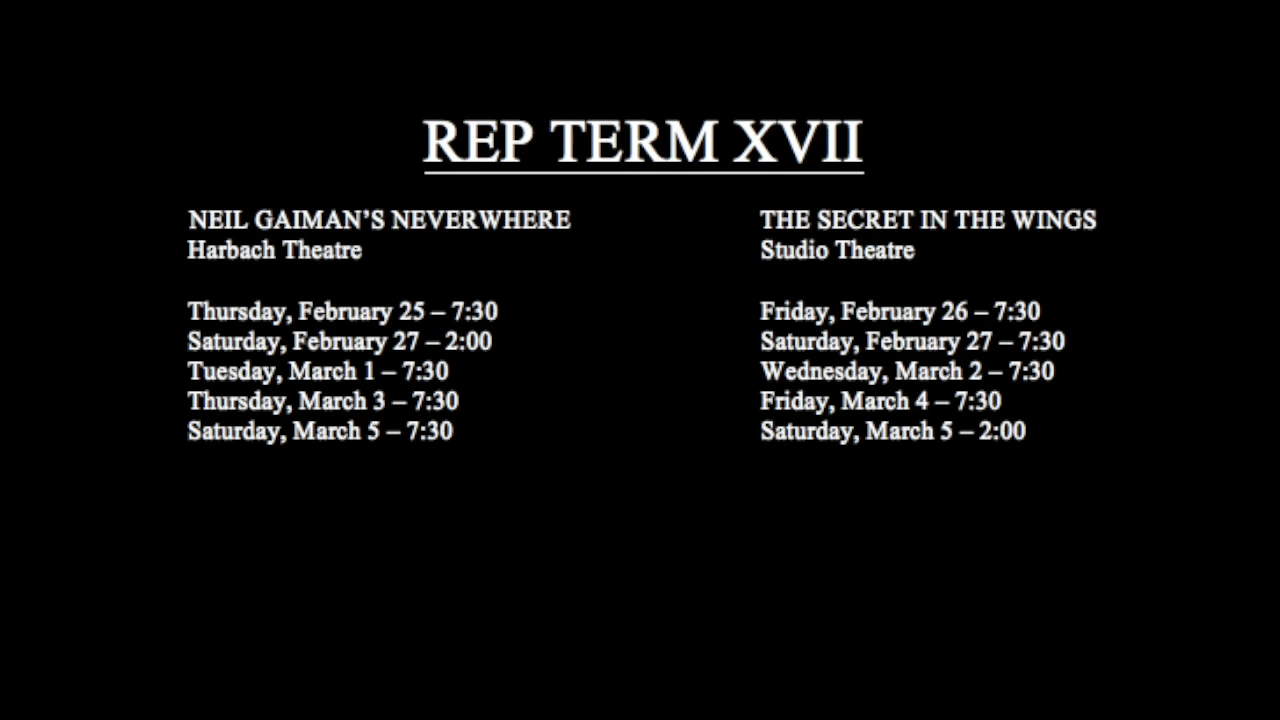 REP TERM XVII
NEIL GAIMAN’S NEVERWHERE
Harbach Theatre
Thursday, February 25 – 7:30
Saturday, February 27 – 2:00
Tuesday, March 1 – 7:30
Thursday, March 3 – 7:30
Saturday, March 5 – 7:30
THE SECRET IN THE WINGS
Studio Theatre
Friday, February 26 – 7:30
Saturday, February 27 – 7:30
Wednesday, March 2 – 7:30
Friday, March 4 – 7:30
Saturday, March 5 – 2:00